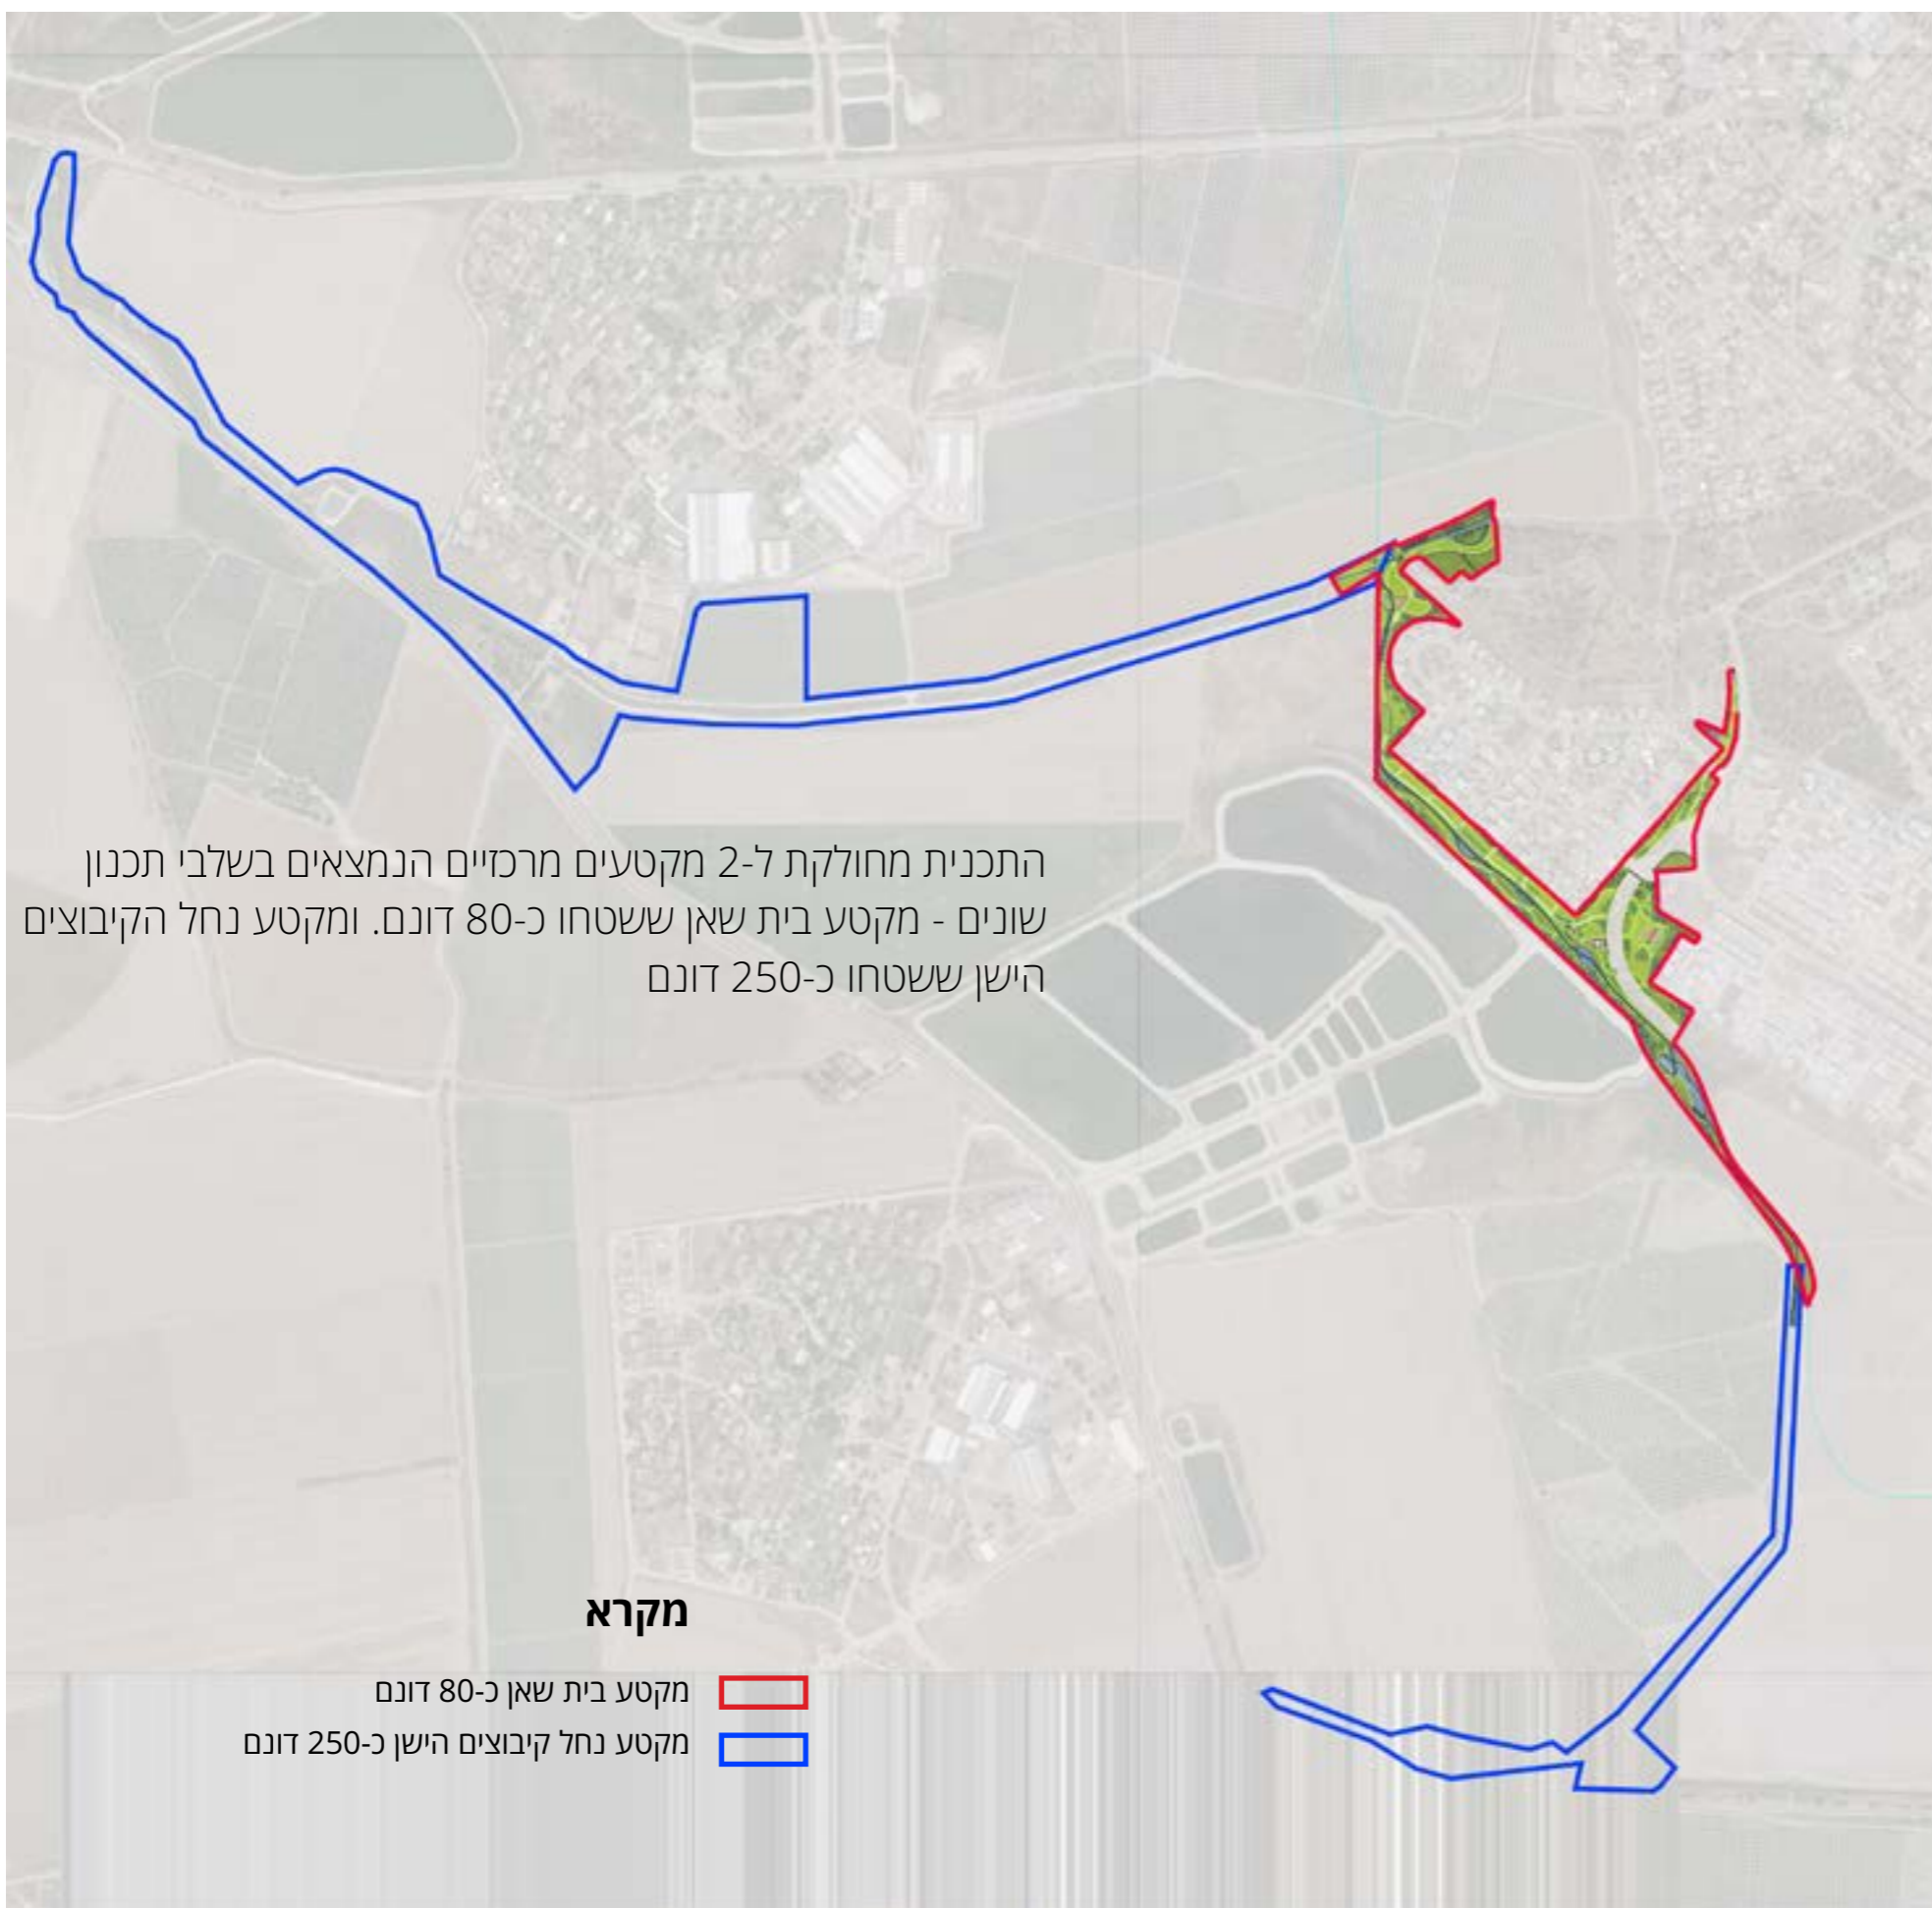 התכנית מחולקת ל-2 מקטעים מרכזיים הנמצאים בשלבי תכנון
שונים - מקטע בית שאן ששטחו כ-80 דונם. ומקטע נחל הקיבוצים
הישן ששטחו כ-250 דונם
מקרא
מקטע בית שאן כ-80 דונם
מקטע נחל קיבוצים הישן כ-250 דונם